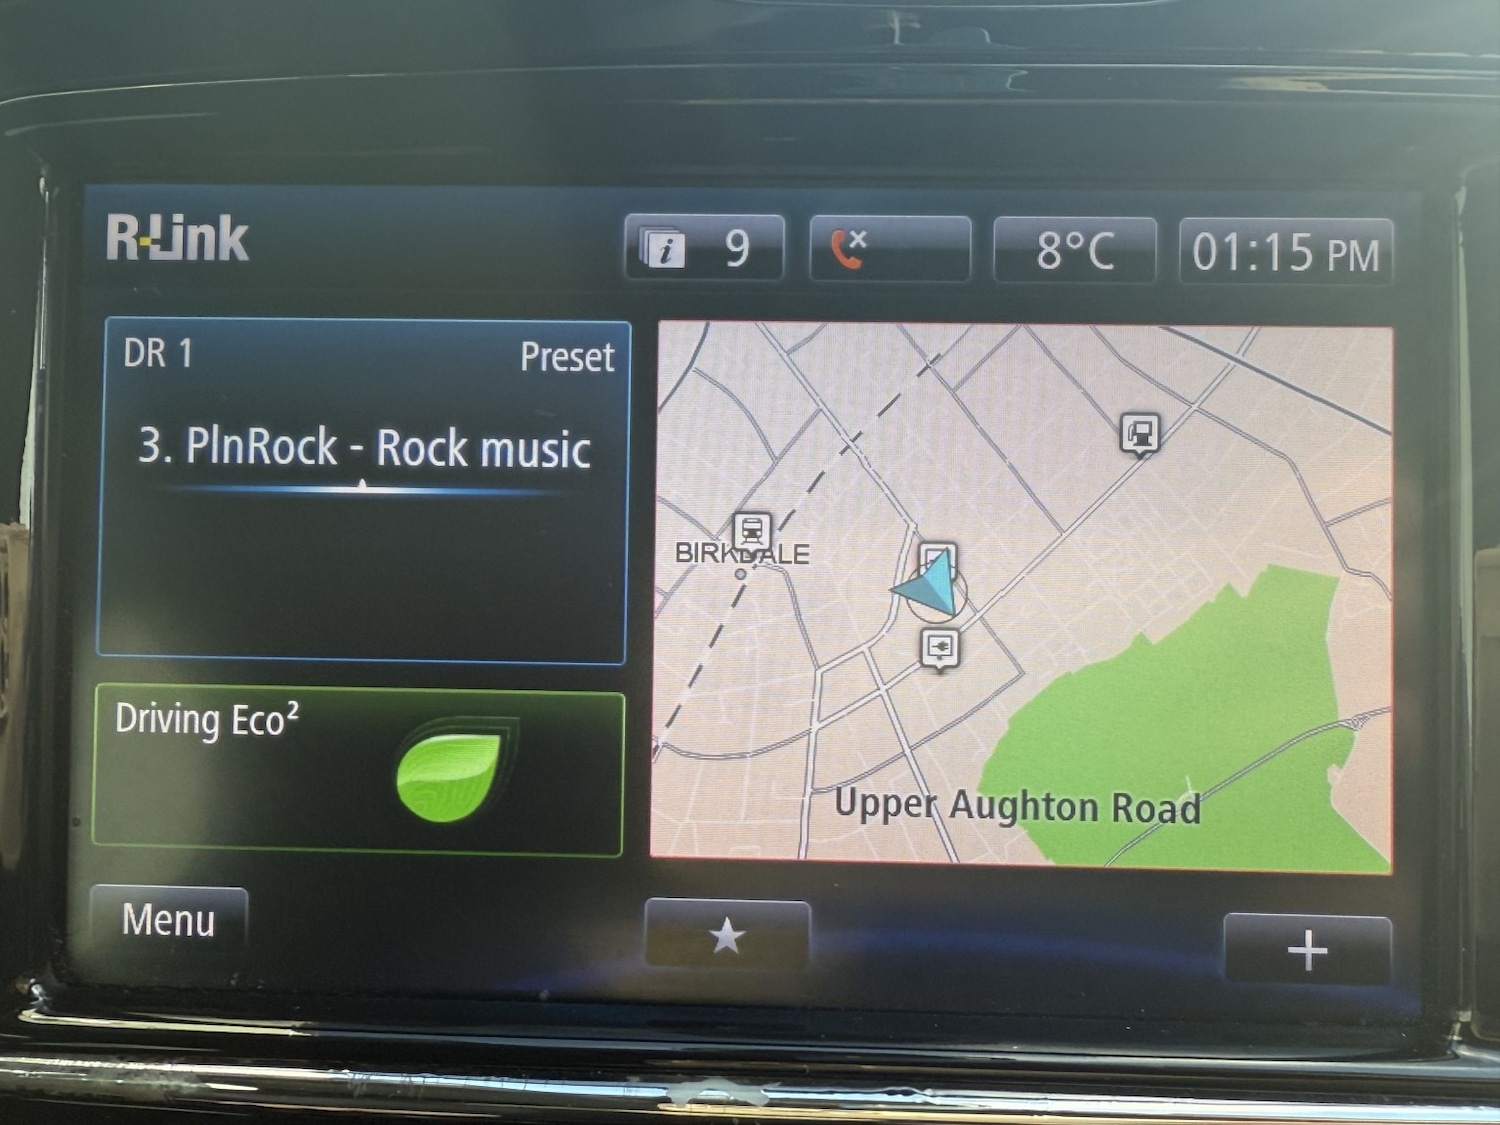 R-Link
9
8°C
01:15 PM
DR 1
Preset
3. PlnRock - Rock music
BIRKDALE
Driving Eco²
Upper Aughton Road
Menu